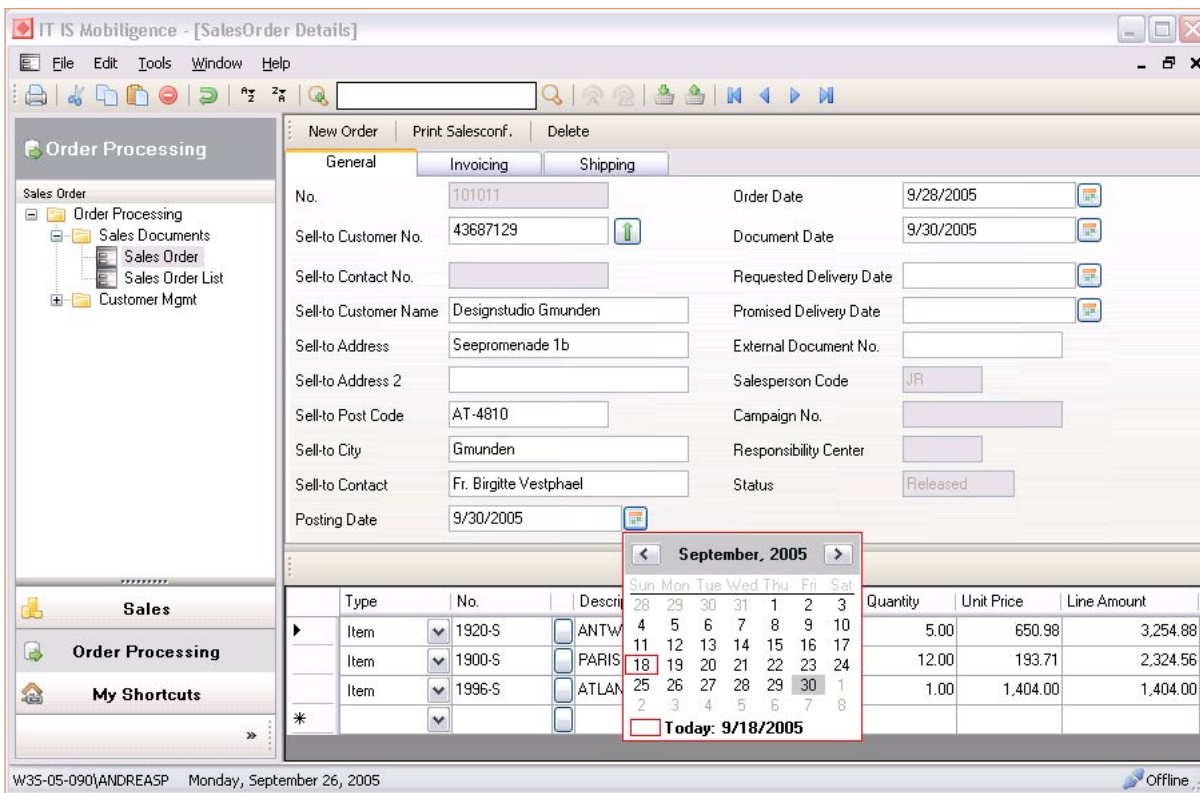 IT IS Mobiligence - [SalesOrder Details]
File Edit Tools Window Help
New Order Print Salesconf. Delete
Order Processing
General Invoicing Shipping
Sales Order
Order Processing
Sales Documents
Sales Order
Sales Order List
Customer Mgmt
No. 101011 Order Date 9/28/2005
Sell-to Customer No. 43687129 Document Date 9/30/2005
Sell-to Contact No. Requested Delivery Date
Sell-to Customer Name Designstudio Gmunden Promised Delivery Date
Sell-to Address Seepromenade 1b External Document No.
Sell-to Address 2 Salesperson Code JR
Sell-to Post Code AT-4810 Campaign No.
Sell-to City Gmunden Responsibility Center
Sell-to Contact Fr. Birgitte Vestphael Status Released
Posting Date 9/30/2005
September, 2005
Sun Mon Tue Wed Thu Fri Sat
28 29 30 31 1 2 3
4 5 6 7 8 9 10
11 12 13 14 15 16 17
18 19 20 21 22 23 24
25 26 27 28 29 30 1
2 3 4 5 6 7 8
Today: 9/18/2005
Type No. Descri Quantity Unit Price Line Amount
Item 1920-S ANTW 5.00 650.98 3,254.88
Item 1900-S PARIS 12.00 193.71 2,324.56
Item 1996-S ATLAN 1.00 1,404.00 1,404.00
Sales
Order Processing
My Shortcuts
W3S-05-090\ANDREASP Monday, September 26, 2005 Offline